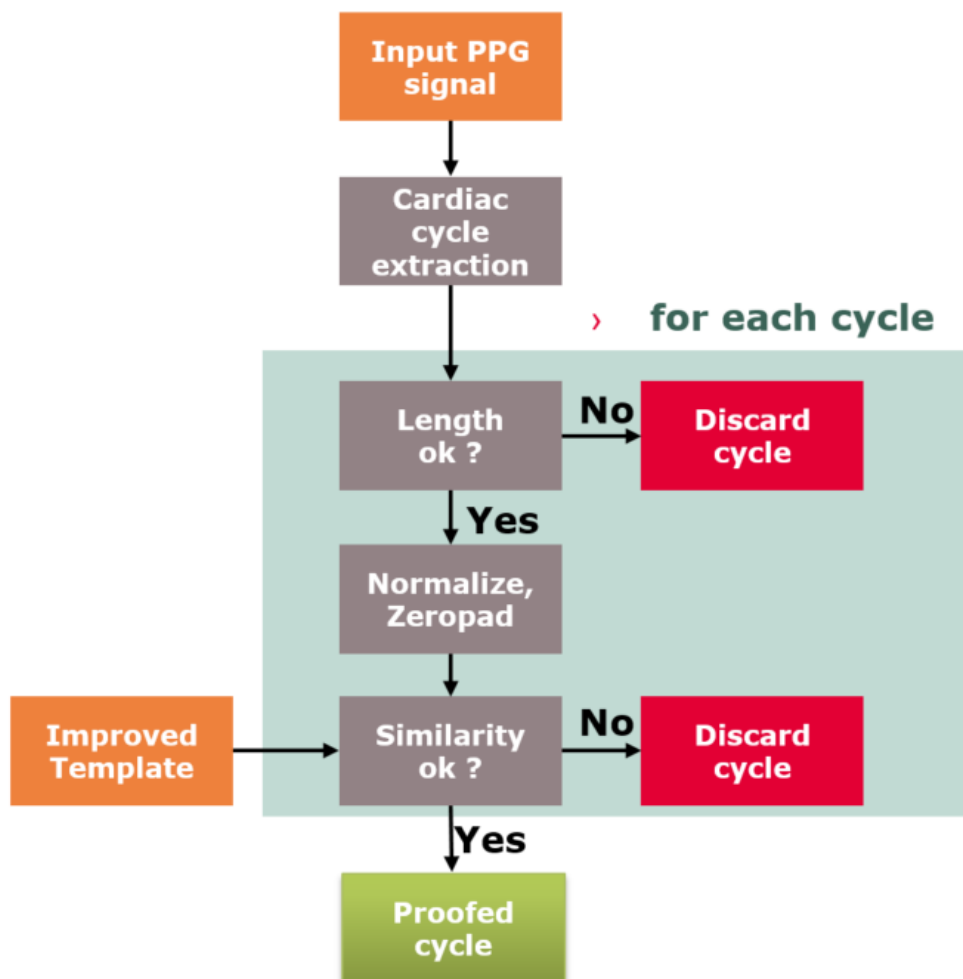 Input PPG
signal
Cardiac
cycle
extraction
› for each cycle
Length
ok ?
No
Discard
cycle
Yes
Normalize,
Zeropad
Improved
Template
Similarity
ok ?
No
Discard
cycle
Yes
Proofed
cycle